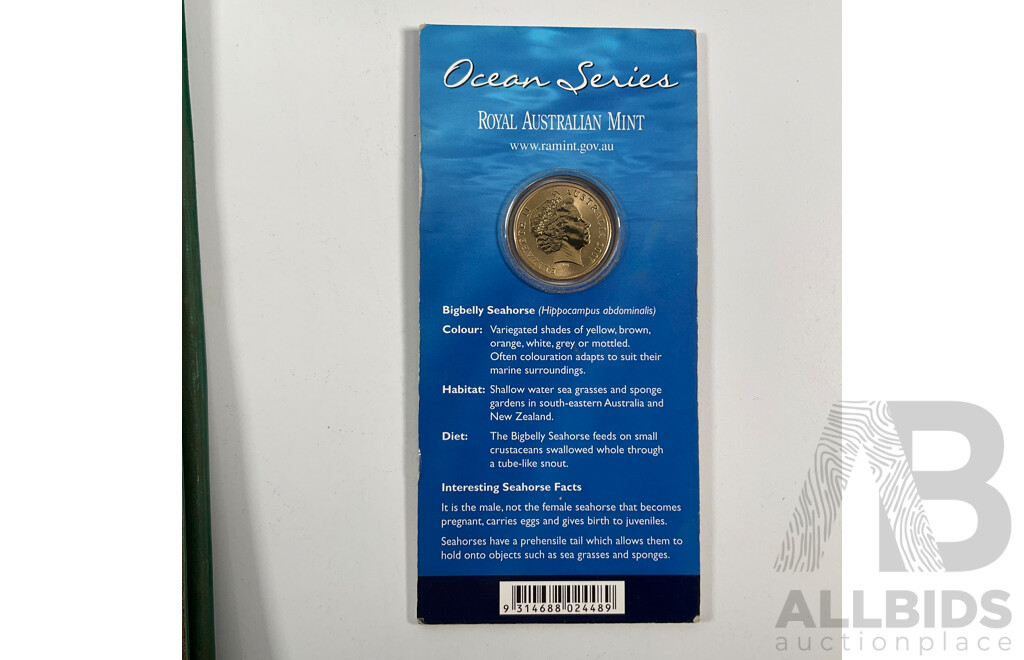 Ocean Series
ROYAL AUSTRALIAN MINT
www.ramint.gov.au
ELIZABETH II AUSTRALIA 2007
Bigbelly Seahorse (Hippocampus abdominalis)
Colour: Variegated shades of yellow, brown,
orange, white, grey or mottled.
Often colouration adapts to suit their
marine surroundings.
Habitat: Shallow water sea grasses and sponge
gardens in south-eastern Australia and
New Zealand.
Diet: The Bigbelly Seahorse feeds on small
crustaceans swallowed whole through
a tube-like snout.
Interesting Seahorse Facts
It is the male, not the female seahorse that becomes
pregnant, carries eggs and gives birth to juveniles.
Seahorses have a prehensile tail which allows them to
hold onto objects such as sea grasses and sponges.
9 314688 024489
AB
ALLBIDS
auctionplace